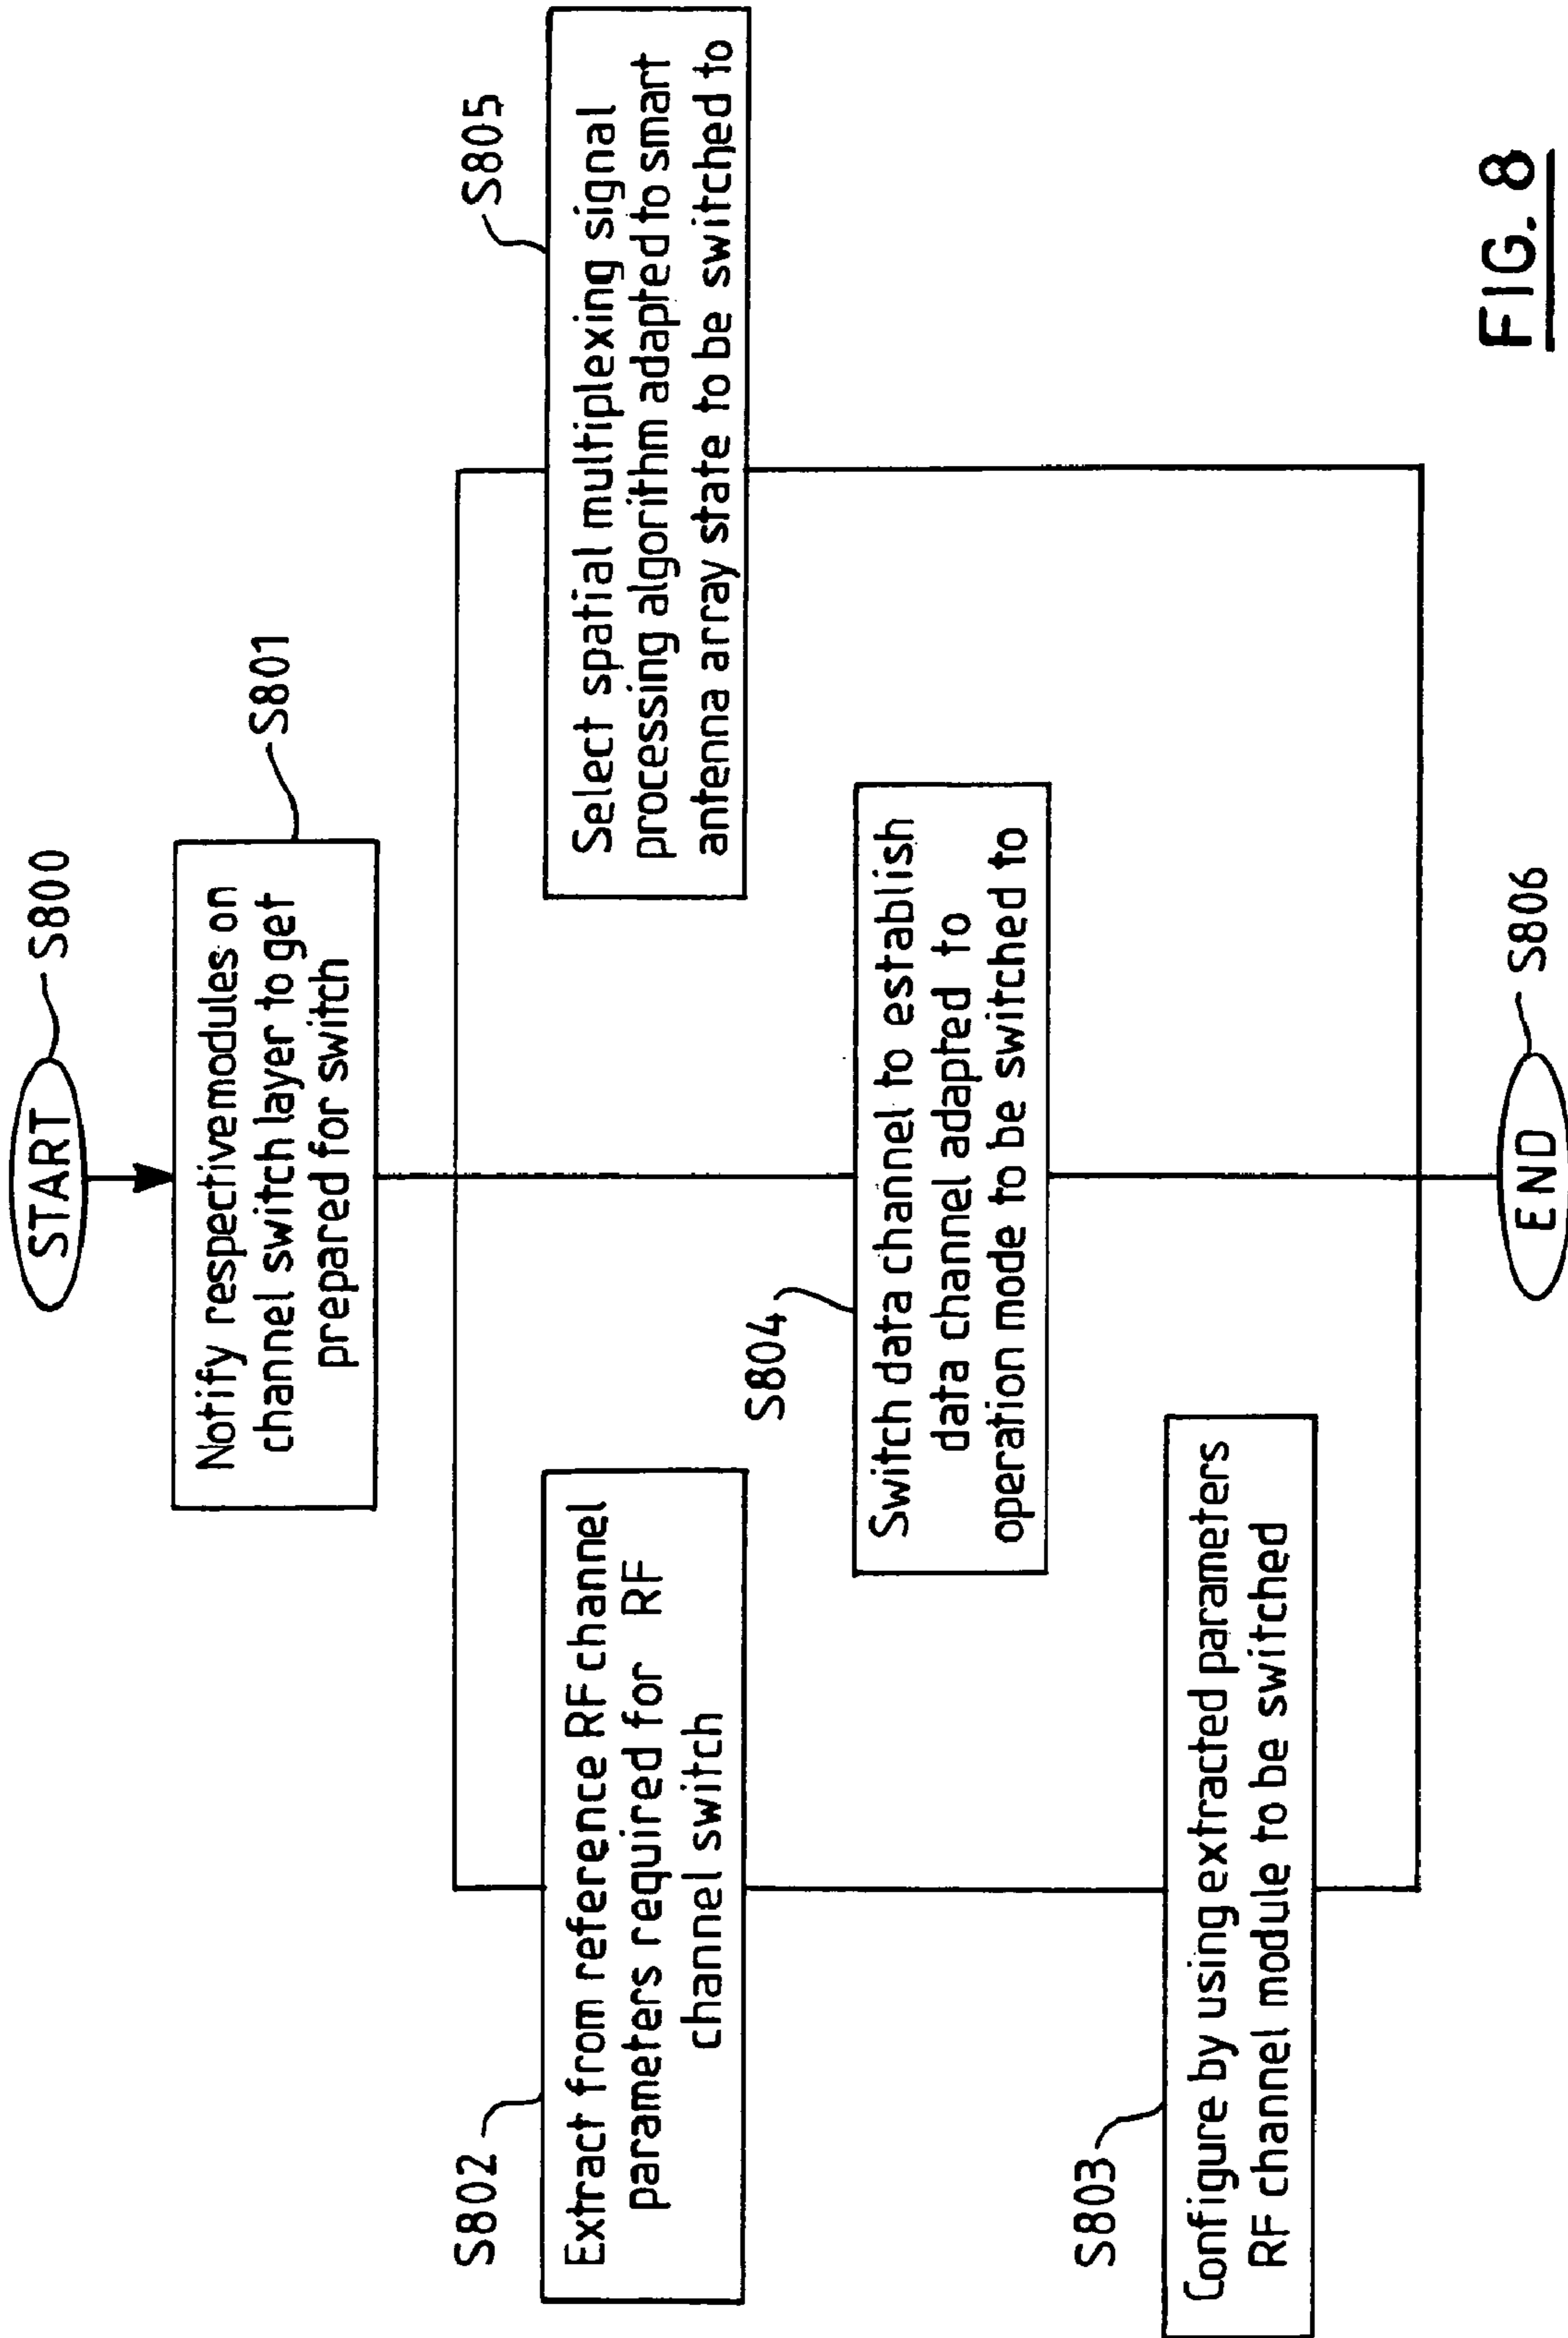 START
S800
Notify respective modules on
channel switch layer to get
prepared for switch
S801
S802
Extract from reference RF channel
parameters required for RF
channel switch
S803
Configure by using extracted parameters
RF channel module to be switched
S804
Switch data channel to establish
data channel adapted to
operation mode to be switched to
S805
Select spatial multiplexing signal
processing algorithm adapted to smart
antenna array state to be switched to
END
S806
FIG. 8